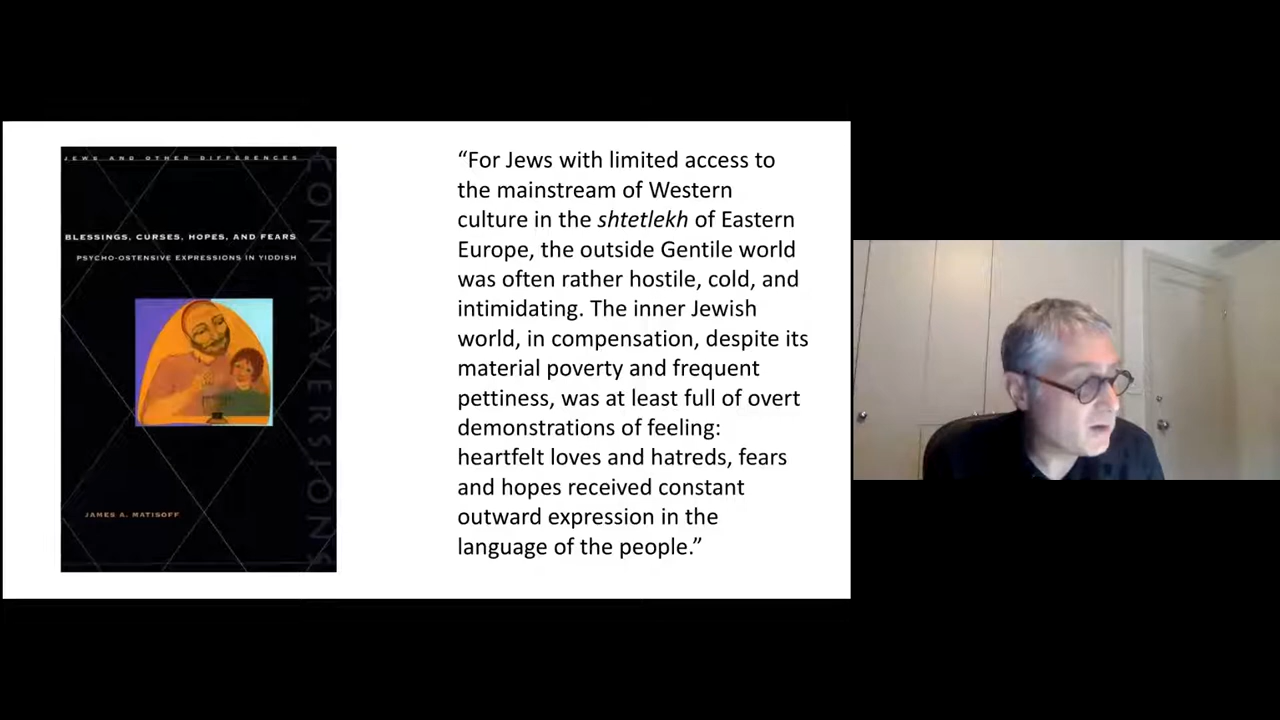 JEWS AND OTHER DIFFERENCES
CONTRAVERSIONS
BLESSINGS, CURSES, HOPES, AND FEARS
PSYCHO-OSTENSIVE EXPRESSIONS IN YIDDISH
JAMES A. MATISOFF
“For Jews with limited access to
the mainstream of Western
culture in the shtetlekh of Eastern
Europe, the outside Gentile world
was often rather hostile, cold, and
intimidating. The inner Jewish
world, in compensation, despite its
material poverty and frequent
pettiness, was at least full of overt
demonstrations of feeling:
heartfelt loves and hatreds, fears
and hopes received constant
outward expression in the
language of the people.”